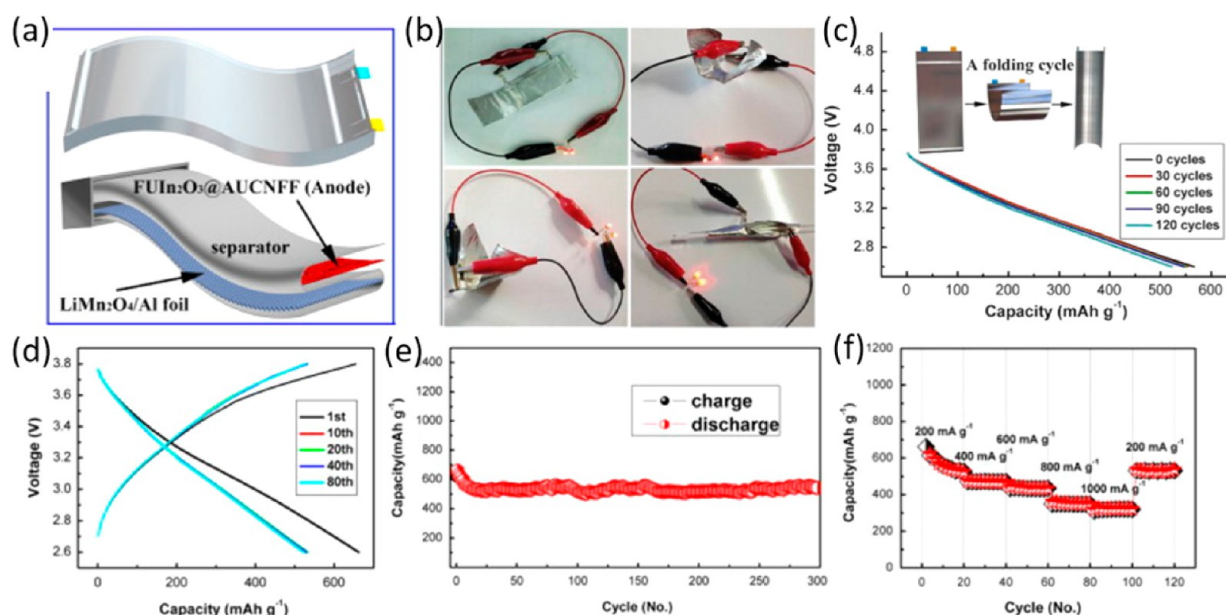 (a)
FUIn₂O₃@AUCNFF (Anode)
separator
LiMn₂O₄/Al foil
(b)
(c)
4.8
4.4
4.0
3.6
3.2
2.8
Voltage (V)
A folding cycle
0 cycles
30 cycles
60 cycles
90 cycles
120 cycles
0 100 200 300 400 500 600
Capacity (mAh g⁻¹)
(d)
3.8
3.6
3.4
3.2
3.0
2.8
2.6
Voltage (V)
1st
10th
20th
40th
80th
0 200 400 600
Capacity (mAh g⁻¹)
(e)
1400
1200
1000
800
600
400
200
0
Capacity(mAh g⁻¹)
charge
discharge
0 50 100 150 200 250 300
Cycle (No.)
(f)
1200
1000
800
600
400
200
0
Capacity(mAh g⁻¹)
200 mA g⁻¹
400 mA g⁻¹
600 mA g⁻¹
800 mA g⁻¹
1000 mA g⁻¹
200 mA g⁻¹
0 20 40 60 80 100 120
Cycle (No.)